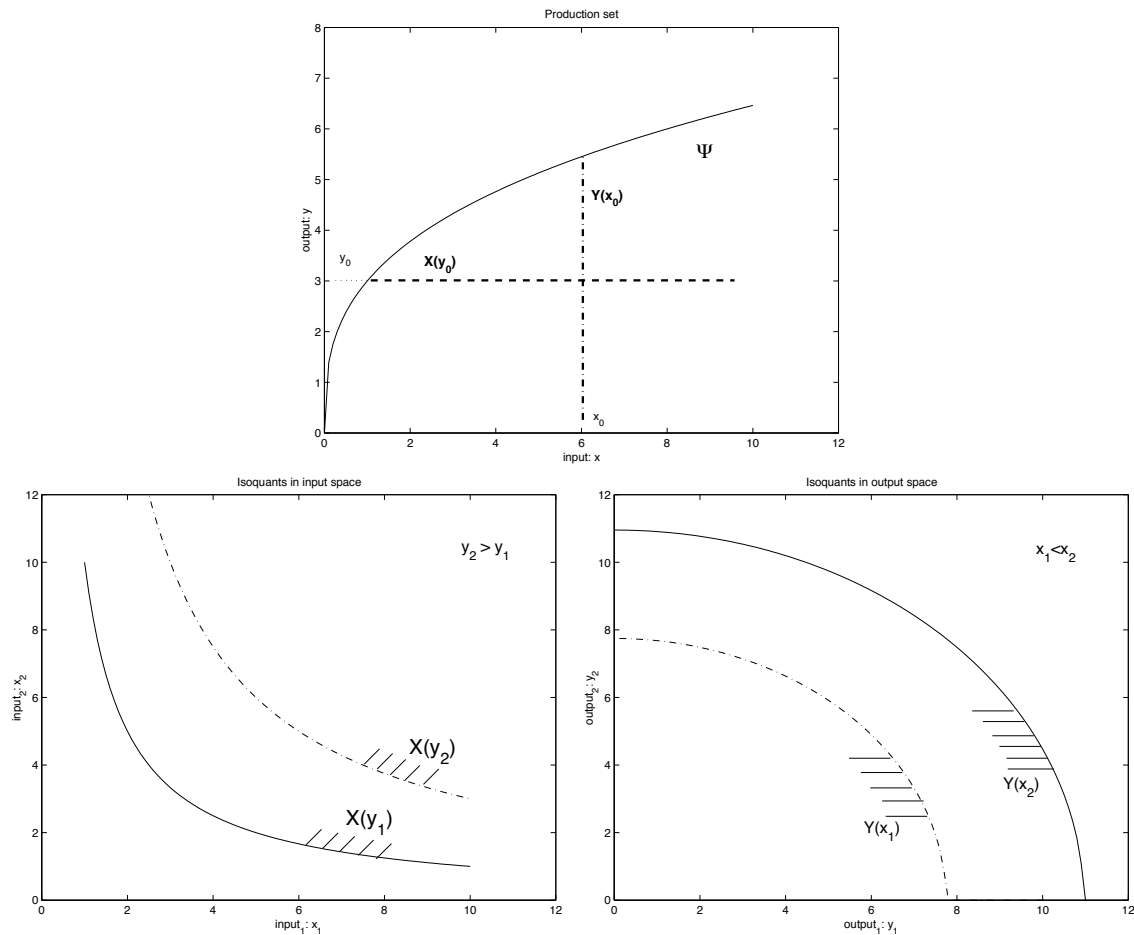 Production set
8
7
6
5
4
3
2
1
0
output: y
Ψ
Y(x₀)
y₀
X(y₀)
x₀
0 2 4 6 8 10 12
input: x
Isoquants in input space
12
10
8
6
4
2
0
input₂: x₂
y₂ > y₁
X(y₂)
X(y₁)
0 2 4 6 8 10 12
input₁: x₁
Isoquants in output space
12
10
8
6
4
2
0
output₂: y₂
x₁<x₂
Y(x₂)
Y(x₁)
0 2 4 6 8 10 12
output₁: y₁